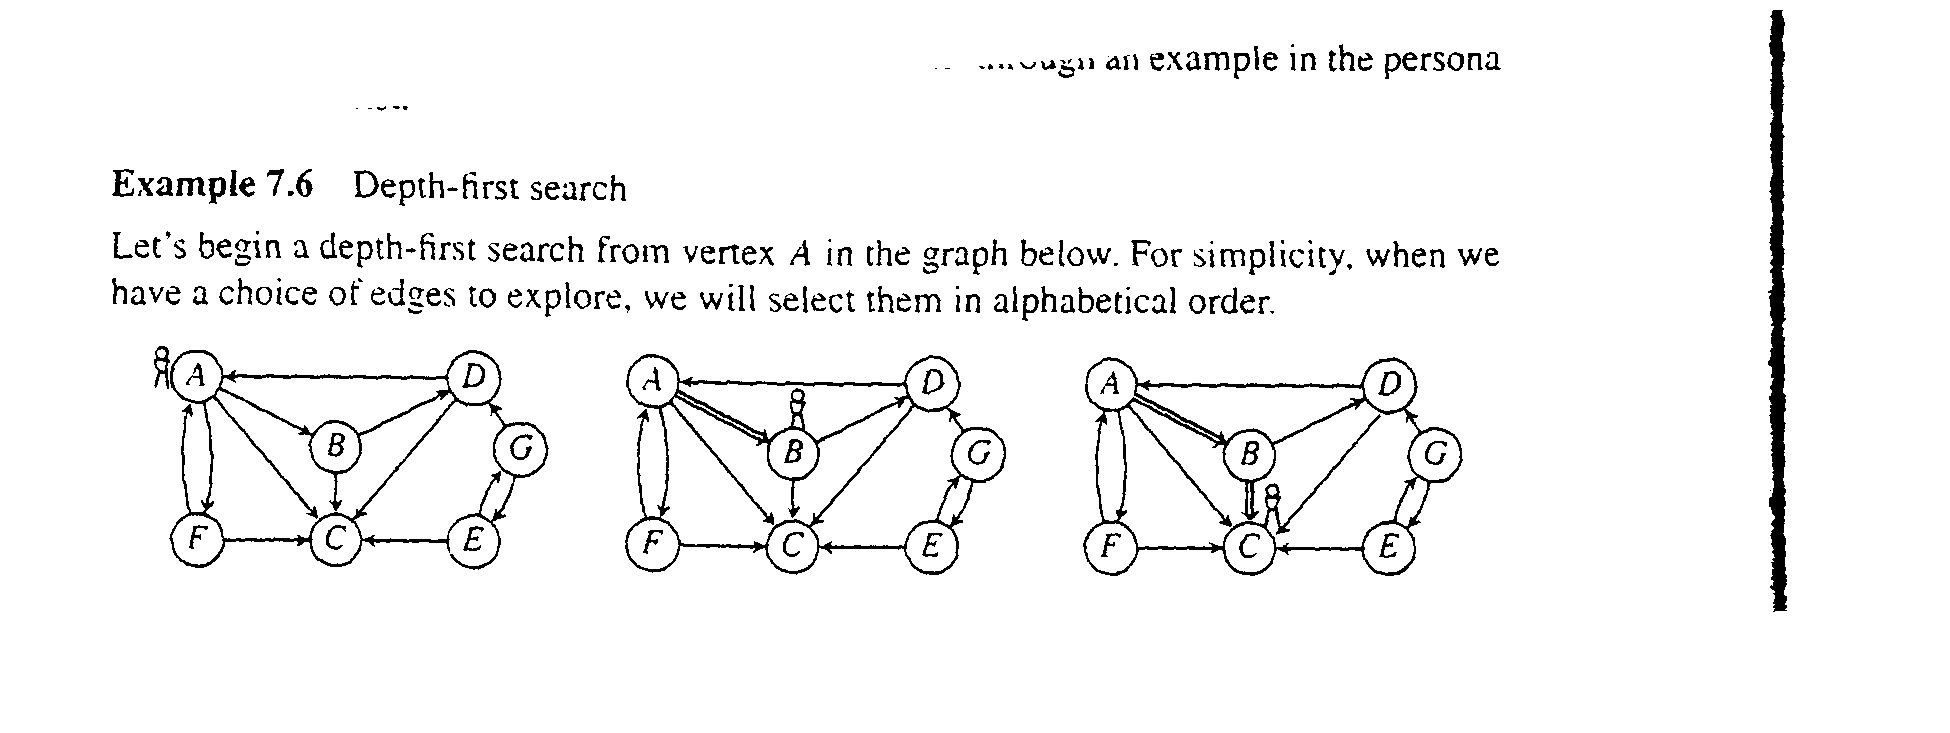 an example in the persona
Example 7.6 Depth-first search
Let's begin a depth-first search from vertex A in the graph below. For simplicity, when we
have a choice of edges to explore, we will select them in alphabetical order.
A D A D A D
B G B G B G
F C E F C E F C E